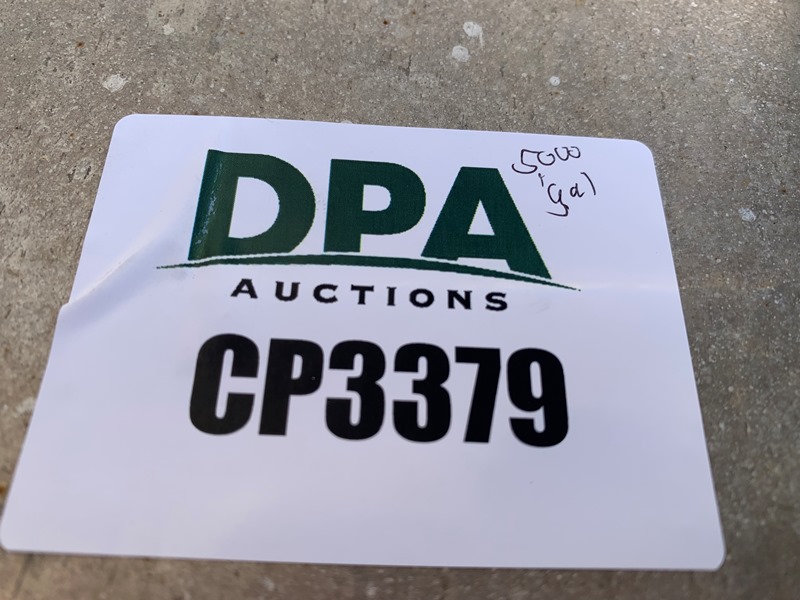 DPA
AUCTIONS
5000
gal
CP3379